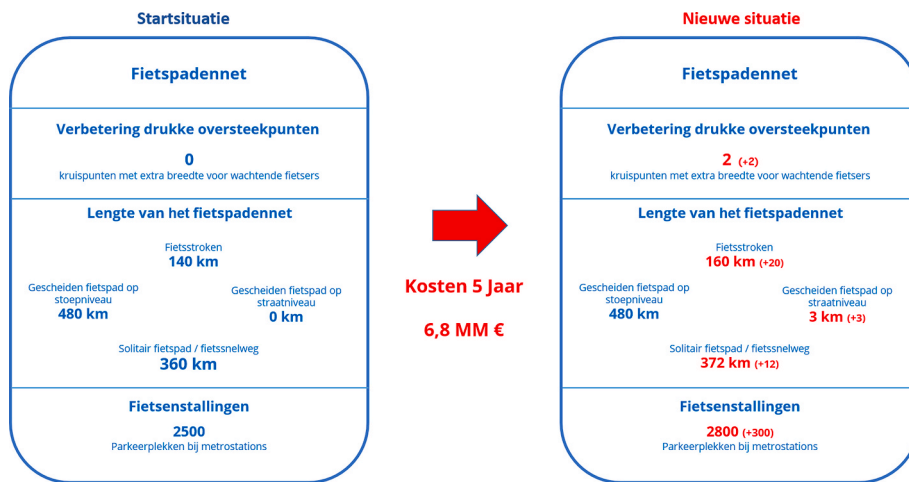 Startsituatie
Fietspadennet
Verbetering drukke oversteekpunten
0
kruispunten met extra breedte voor wachtende fietsers
Lengte van het fietspadennet
Fietsstroken
140 km
Gescheiden fietspad op
stoepniveau
480 km
Gescheiden fietspad op
straatniveau
0 km
Solitair fietspad / fietssnelweg
360 km
Fietsenstallingen
2500
Parkeerplekken bij metrostations
Kosten 5 Jaar
6,8 MM €
Nieuwe situatie
Fietspadennet
Verbetering drukke oversteekpunten
2 (+2)
kruispunten met extra breedte voor wachtende fietsers
Lengte van het fietspadennet
Fietsstroken
160 km (+20)
Gescheiden fietspad op
stoepniveau
480 km
Gescheiden fietspad op
straatniveau
3 km (+3)
Solitair fietspad / fietssnelweg
372 km (+12)
Fietsenstallingen
2800 (+300)
Parkeerplekken bij metrostations